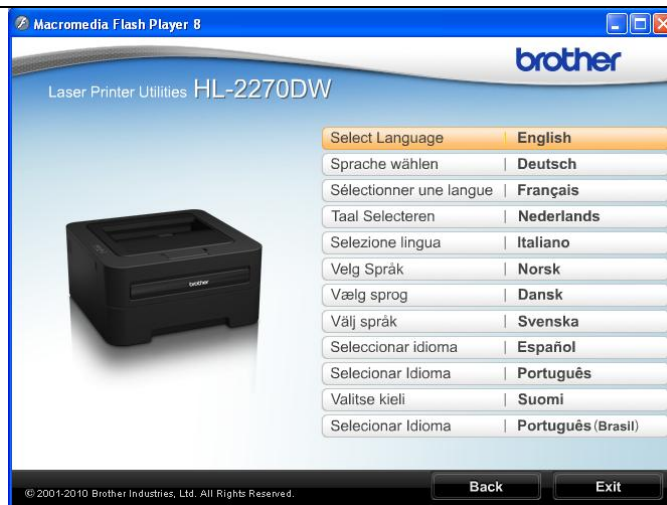 Macromedia Flash Player 8
brother
Laser Printer Utilities HL-2270DW
Select Language | English
Sprache wählen | Deutsch
Sélectionner une langue | Français
Taal Selecteren | Nederlands
Selezione lingua | Italiano
Velg Språk | Norsk
Vælg sprog | Dansk
Välj språk | Svenska
Seleccionar idioma | Español
Selecionar Idioma | Português
Valitse kieli | Suomi
Selecionar Idioma | Português (Brasil)
brother
© 2001-2010 Brother Industries, Ltd. All Rights Reserved.
Back
Exit